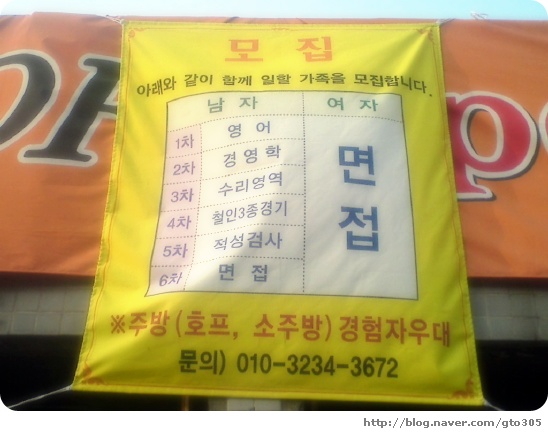 모 집
아래와 같이 함께 일할 가족을 모집합니다.
남 자 여 자
1차 영 어
2차 경 영 학
3차 수리영역
4차 철인3종경기
5차 적성검사
6차 면 접
면접
※주방(호프, 소주방)경험자우대
문의) 010-3234-3672
http://blog.naver.com/gto305